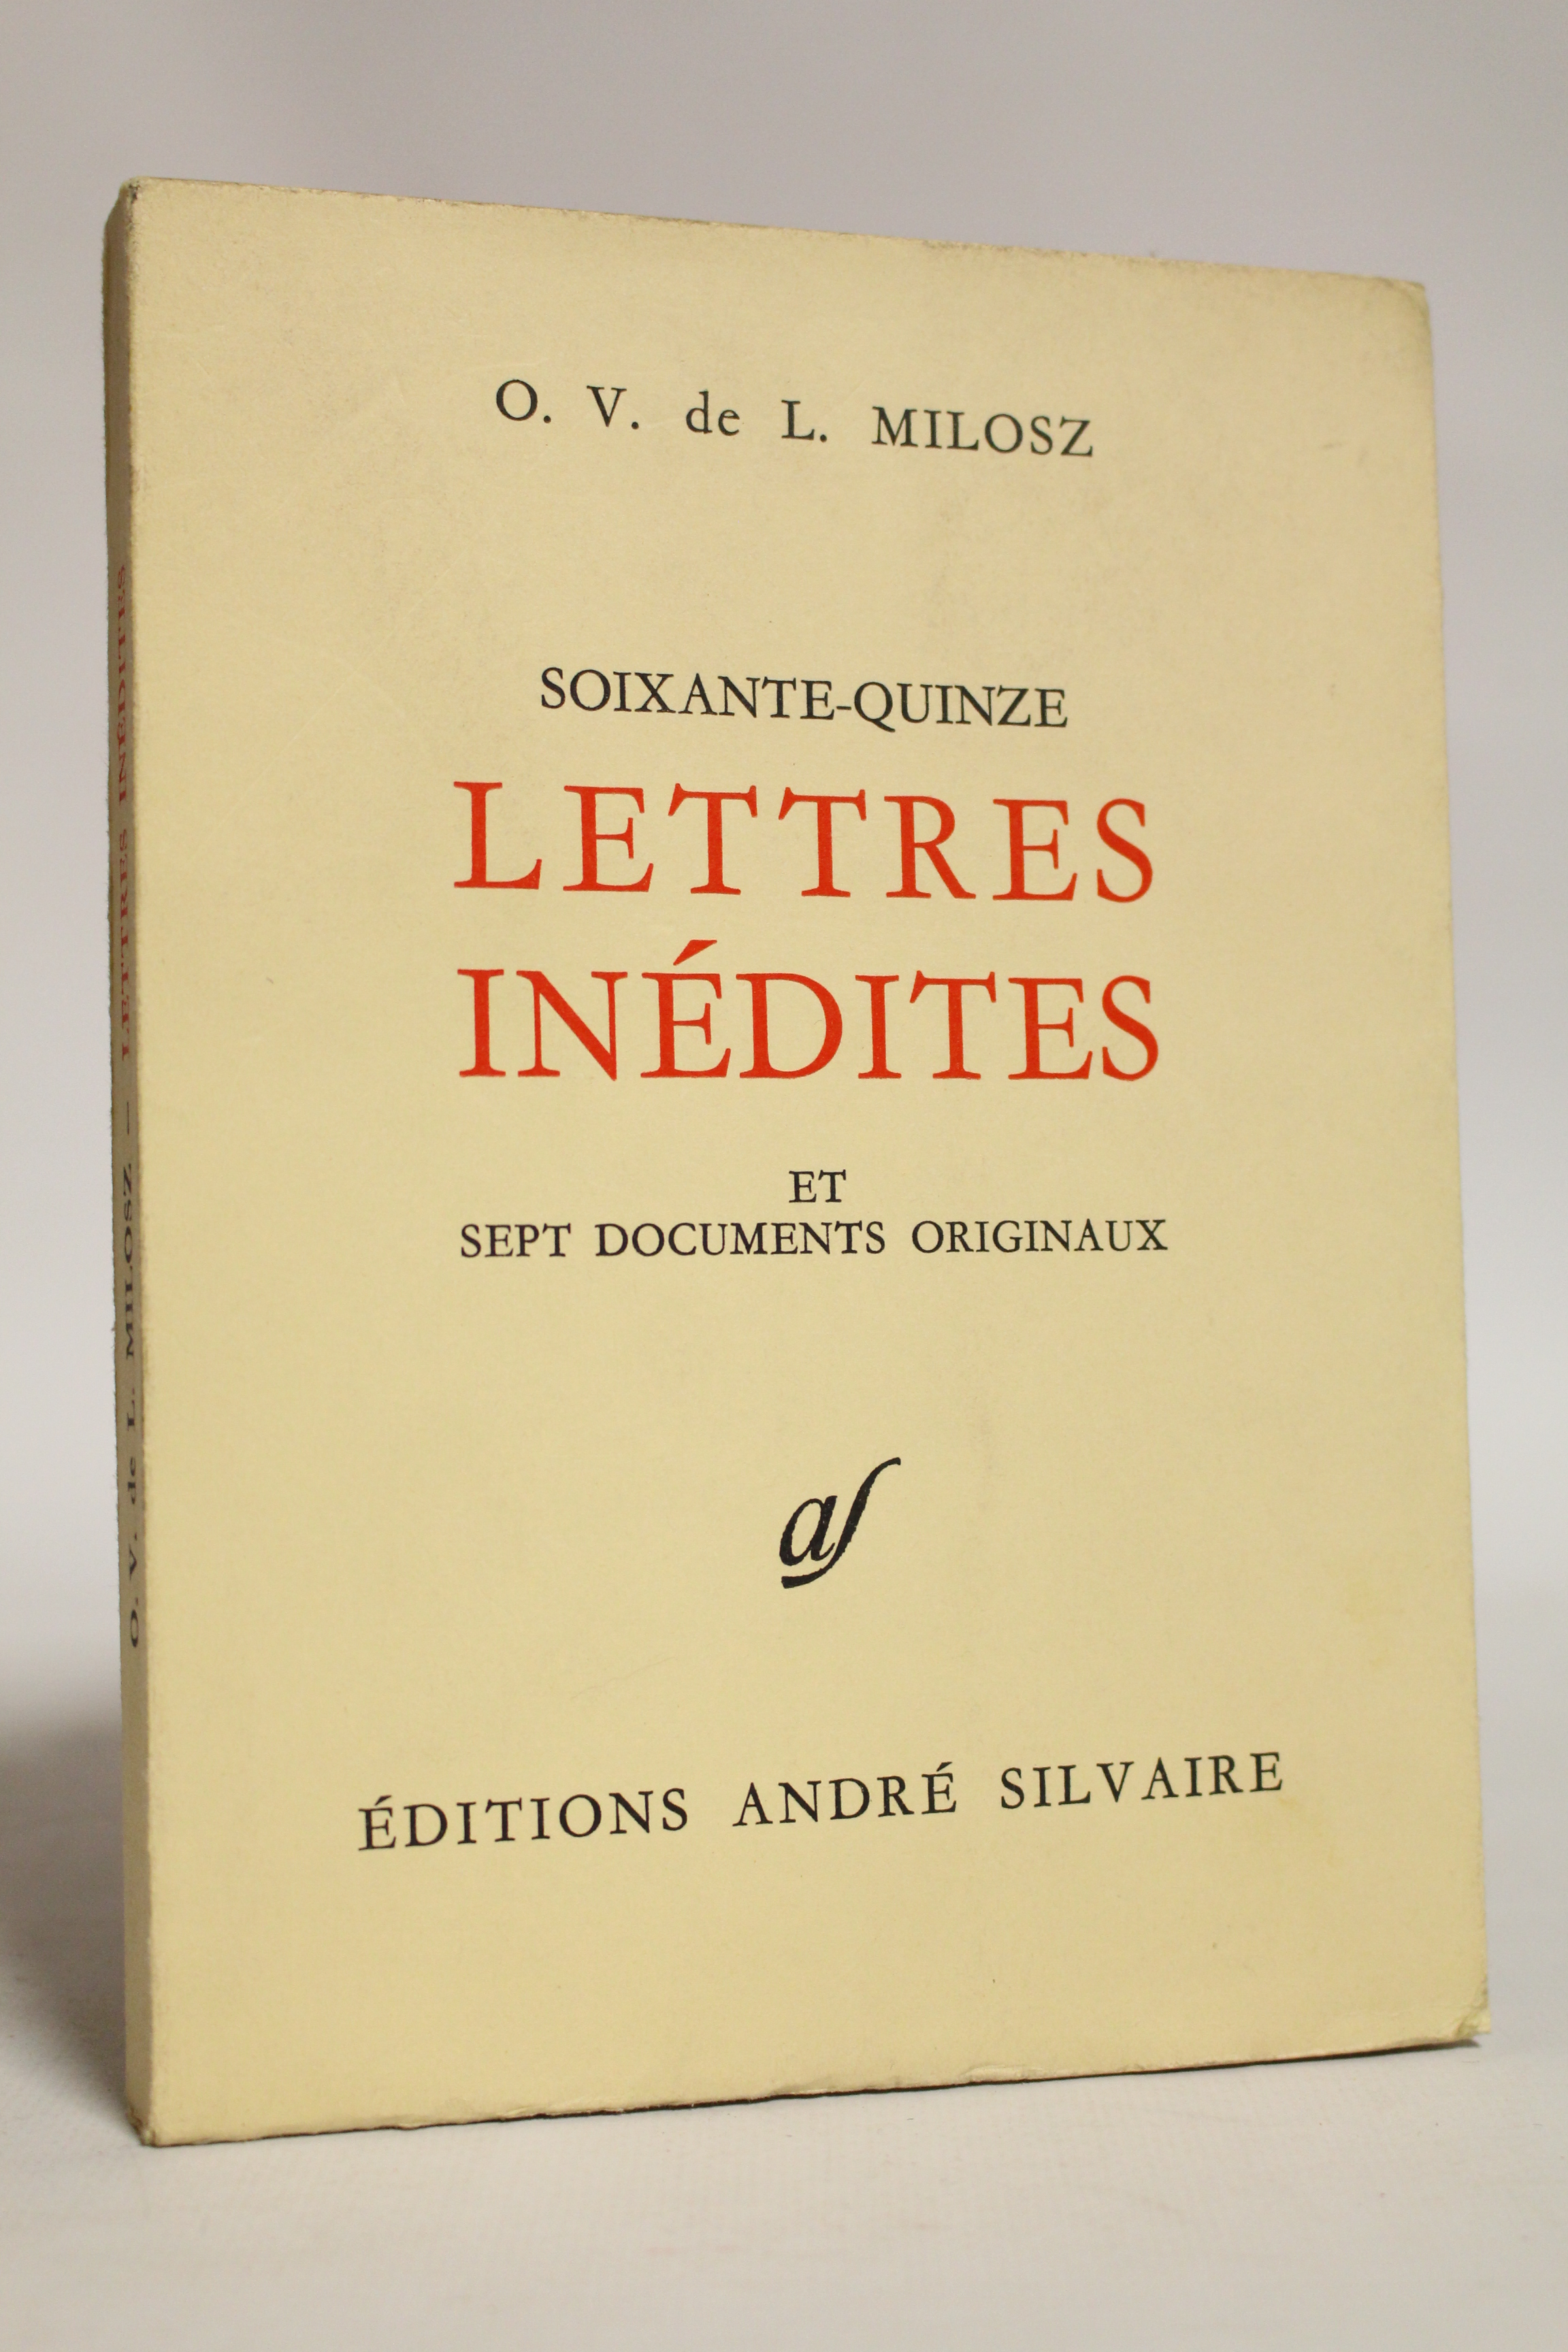 O. V. de L. MILOSZ
SOIXANTE-QUINZE
LETTRES
INÉDITES
ET
SEPT DOCUMENTS ORIGINAUX
as
ÉDITIONS ANDRÉ SILVAIRE
O. V. de L. MILOSZ — LETTRES INÉDITES